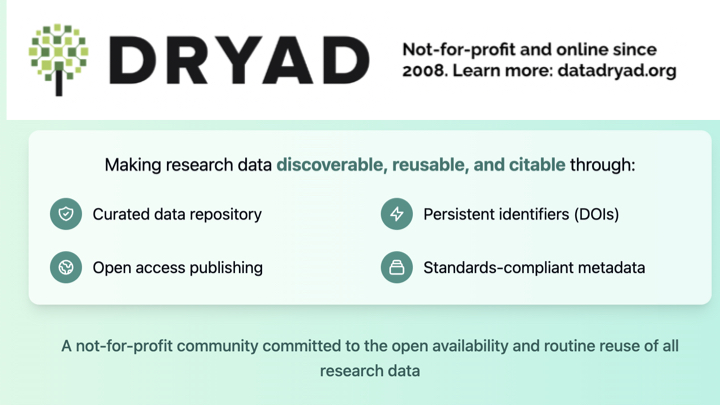 DRYAD
Not-for-profit and online since
2008. Learn more: datadryad.org
Making research data discoverable, reusable, and citable through:
Curated data repository
Persistent identifiers (DOIs)
Open access publishing
Standards-compliant metadata
A not-for-profit community committed to the open availability and routine reuse of all
research data